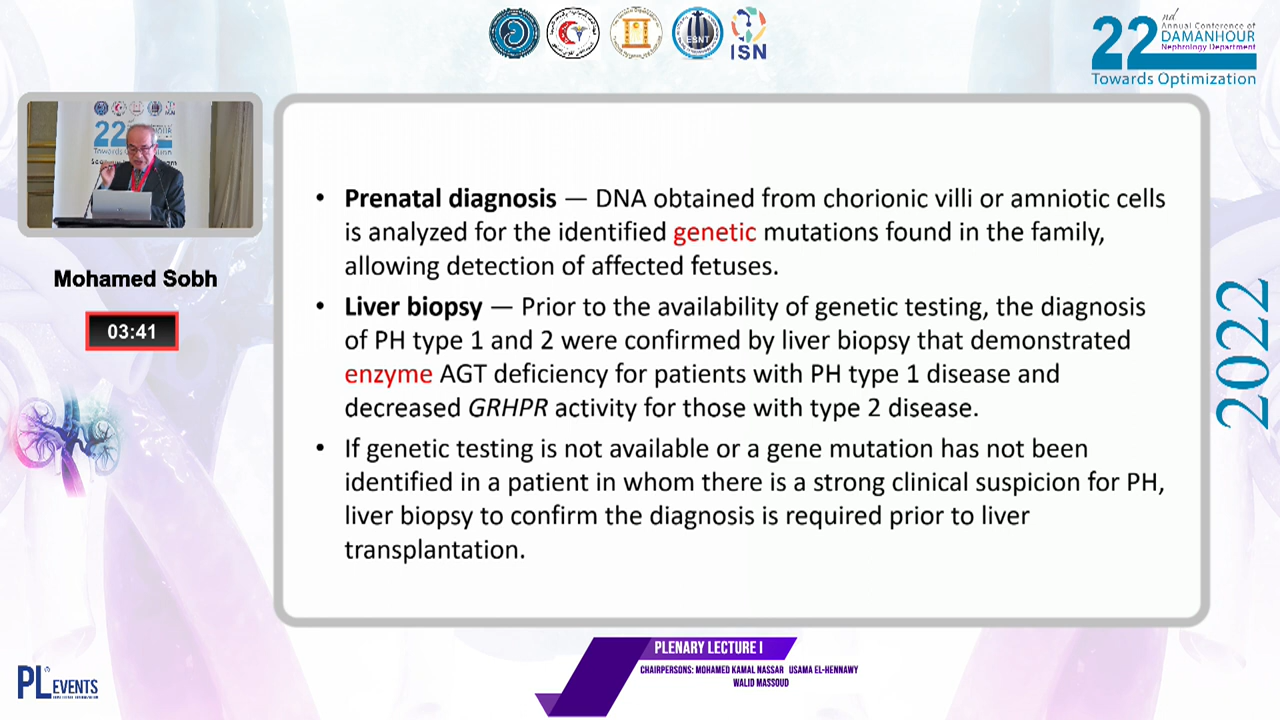 ESNT
ISN
22nd
Annual Conference of
DAMANHOUR
Nephrology Department
Towards Optimization
22
Mohamed Sobh
03:41
• Prenatal diagnosis — DNA obtained from chorionic villi or amniotic cells
is analyzed for the identified genetic mutations found in the family,
allowing detection of affected fetuses.
• Liver biopsy — Prior to the availability of genetic testing, the diagnosis
of PH type 1 and 2 were confirmed by liver biopsy that demonstrated
enzyme AGT deficiency for patients with PH type 1 disease and
decreased GRHPR activity for those with type 2 disease.
• If genetic testing is not available or a gene mutation has not been
identified in a patient in whom there is a strong clinical suspicion for PH,
liver biopsy to confirm the diagnosis is required prior to liver
transplantation.
2022
PLENARY LECTURE I
CHAIRPERSONS: MOHAMED KAMAL NASSAR USAMA EL-HENNAWY
WALID MASSOUD
PL EVENTS